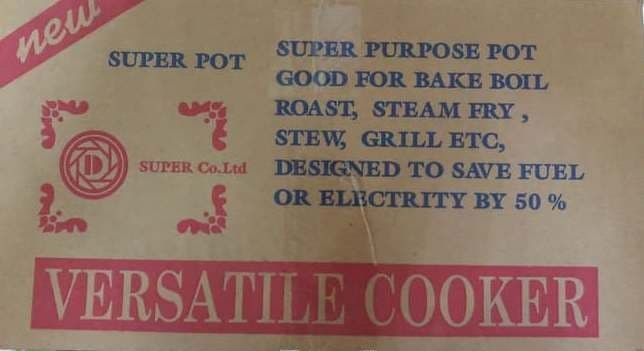 new
SUPER POT
SUPER PURPOSE POT
GOOD FOR BAKE BOIL
ROAST, STEAM FRY ,
STEW, GRILL ETC,
DESIGNED TO SAVE FUEL
OR ELECTRITY BY 50 %
D
SUPER Co.Ltd
VERSATILE COOKER